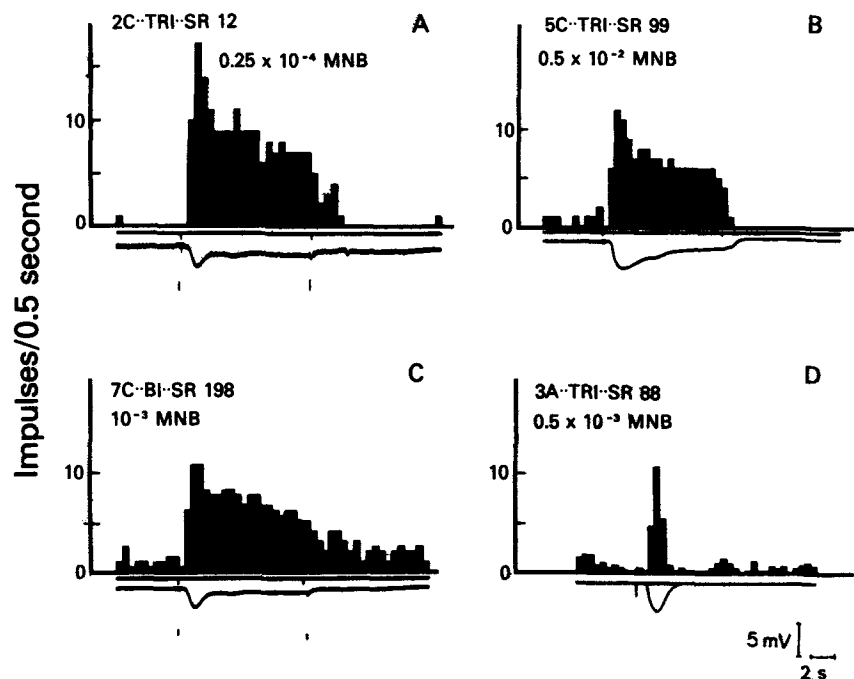 2C··TRI··SR 12
A
0.25 x 10⁻⁴ MNB
10
0
5C··TRI··SR 99
B
0.5 x 10⁻² MNB
10
0
Impulses/0.5 second
7C··BI··SR 198
C
10⁻³ MNB
10
0
3A··TRI··SR 88
D
0.5 x 10⁻³ MNB
10
0
5 mV
2 s